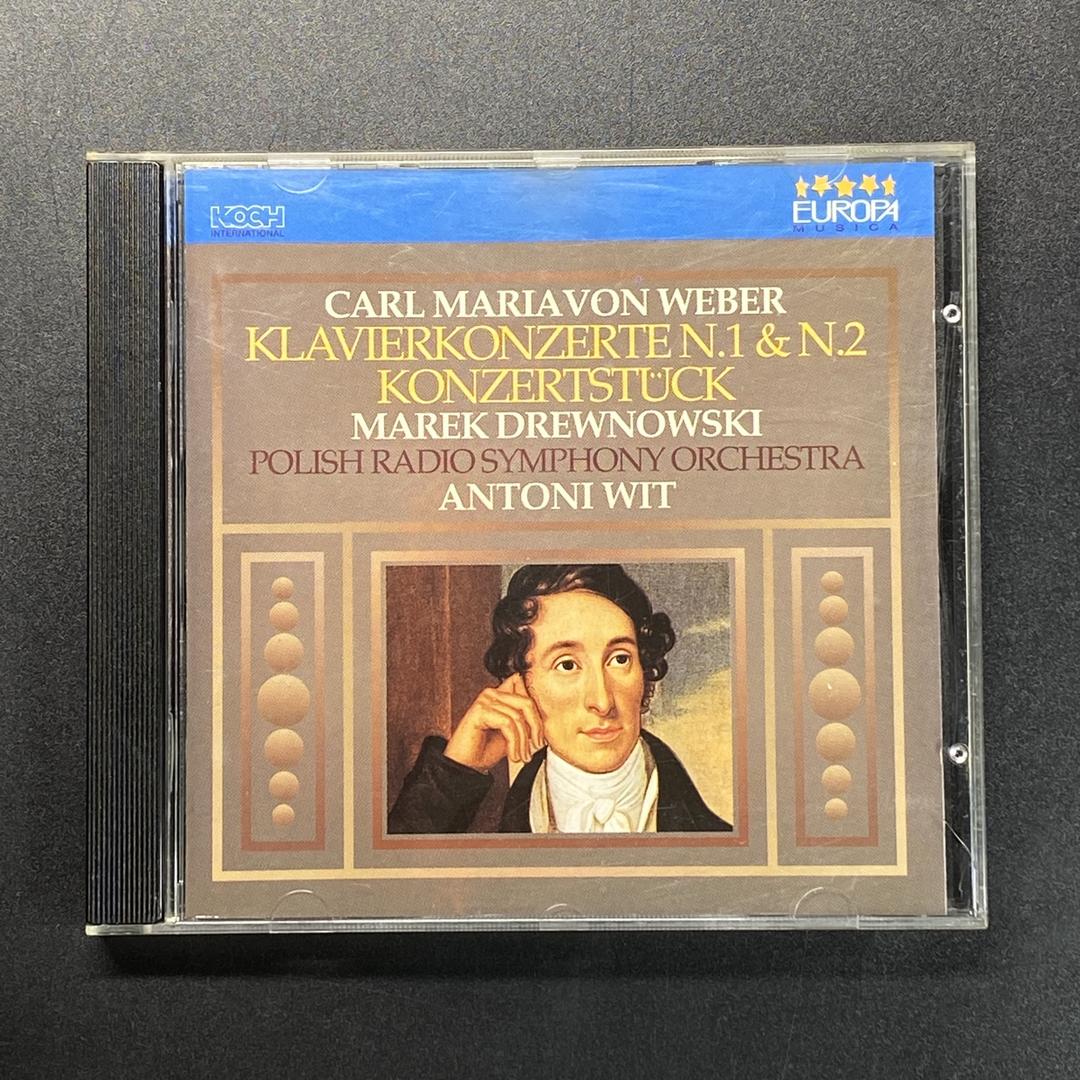 KOCH
INTERNATIONAL
EUROPA
MUSICA
CARL MARIA VON WEBER
KLAVIERKONZERTE N.1 & N.2
KONZERTSTÜCK
MAREK DREWNOWSKI
POLISH RADIO SYMPHONY ORCHESTRA
ANTONI WIT